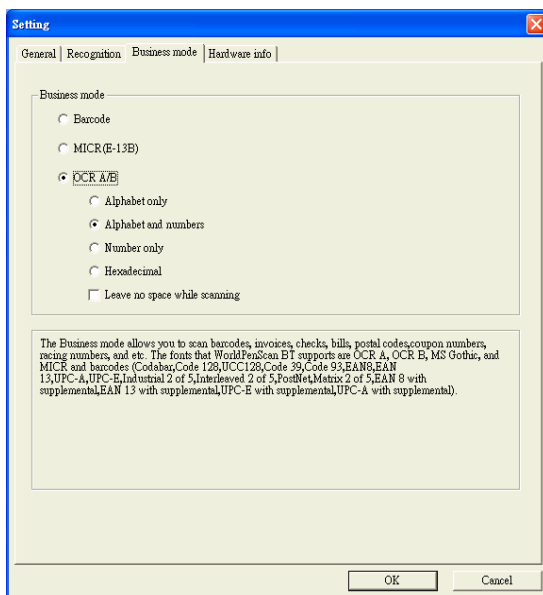 Setting
General Recognition Business mode Hardware info
Business mode
Barcode
MICR(E-13B)
OCR A/B
Alphabet only
Alphabet and numbers
Number only
Hexadecimal
Leave no space while scanning
The Business mode allows you to scan barcodes, invoices, checks, bills, postal codes,coupon numbers,
racing numbers, and etc. The fonts that WorldPenScan BT supports are OCR A, OCR B, MS Gothic, and
MICR and barcodes (Codabar,Code 128,UCC128,Code 39,Code 93,EAN8,EAN
13,UPC-A,UPC-E,Industrial 2 of 5,Interleaved 2 of 5,PostNet,Matrix 2 of 5,EAN 8 with
supplemental,EAN 13 with supplemental,UPC-E with supplemental,UPC-A with supplemental).
OK Cancel